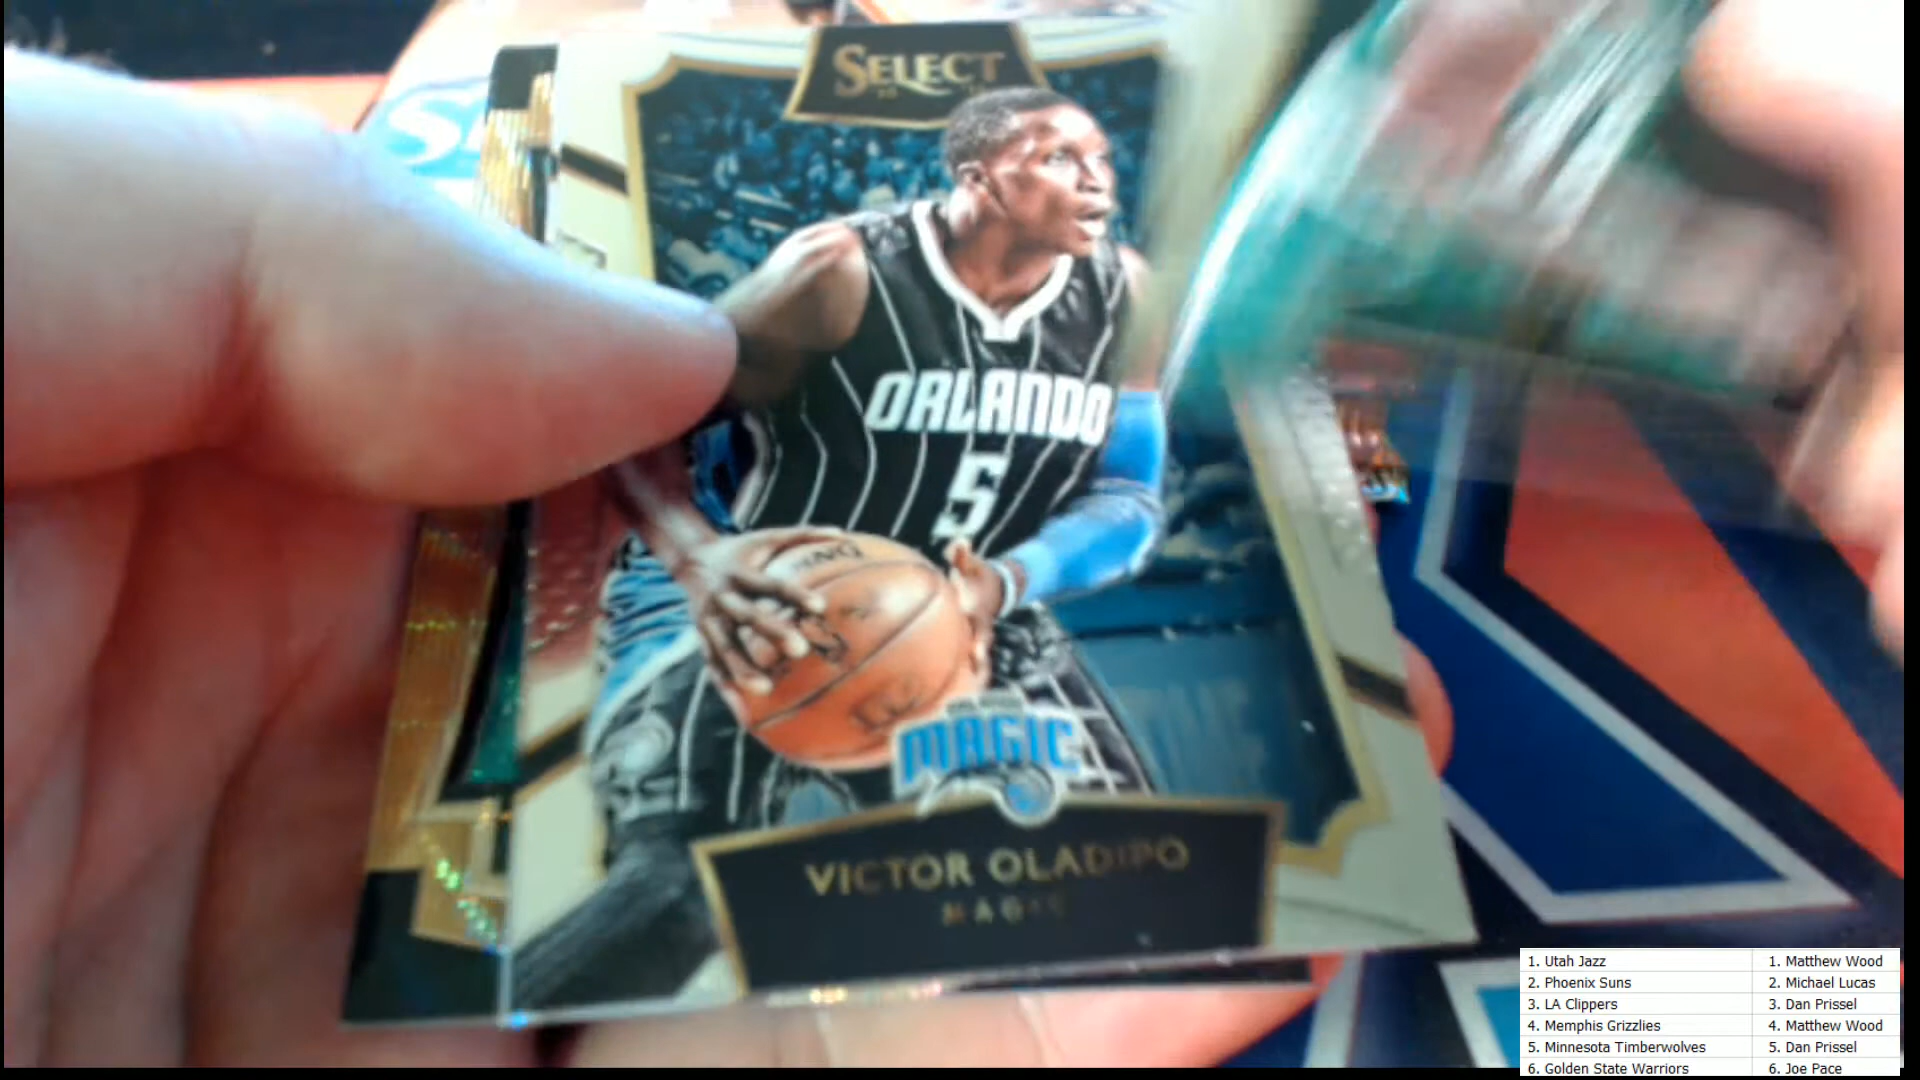 SELECT
ORLANDO
5
MAGIC
VICTOR OLADIPO
MAGIC
1. Utah Jazz 1. Matthew Wood
2. Phoenix Suns 2. Michael Lucas
3. LA Clippers 3. Dan Prissel
4. Memphis Grizzlies 4. Matthew Wood
5. Minnesota Timberwolves 5. Dan Prissel
6. Golden State Warriors 6. Joe Pace